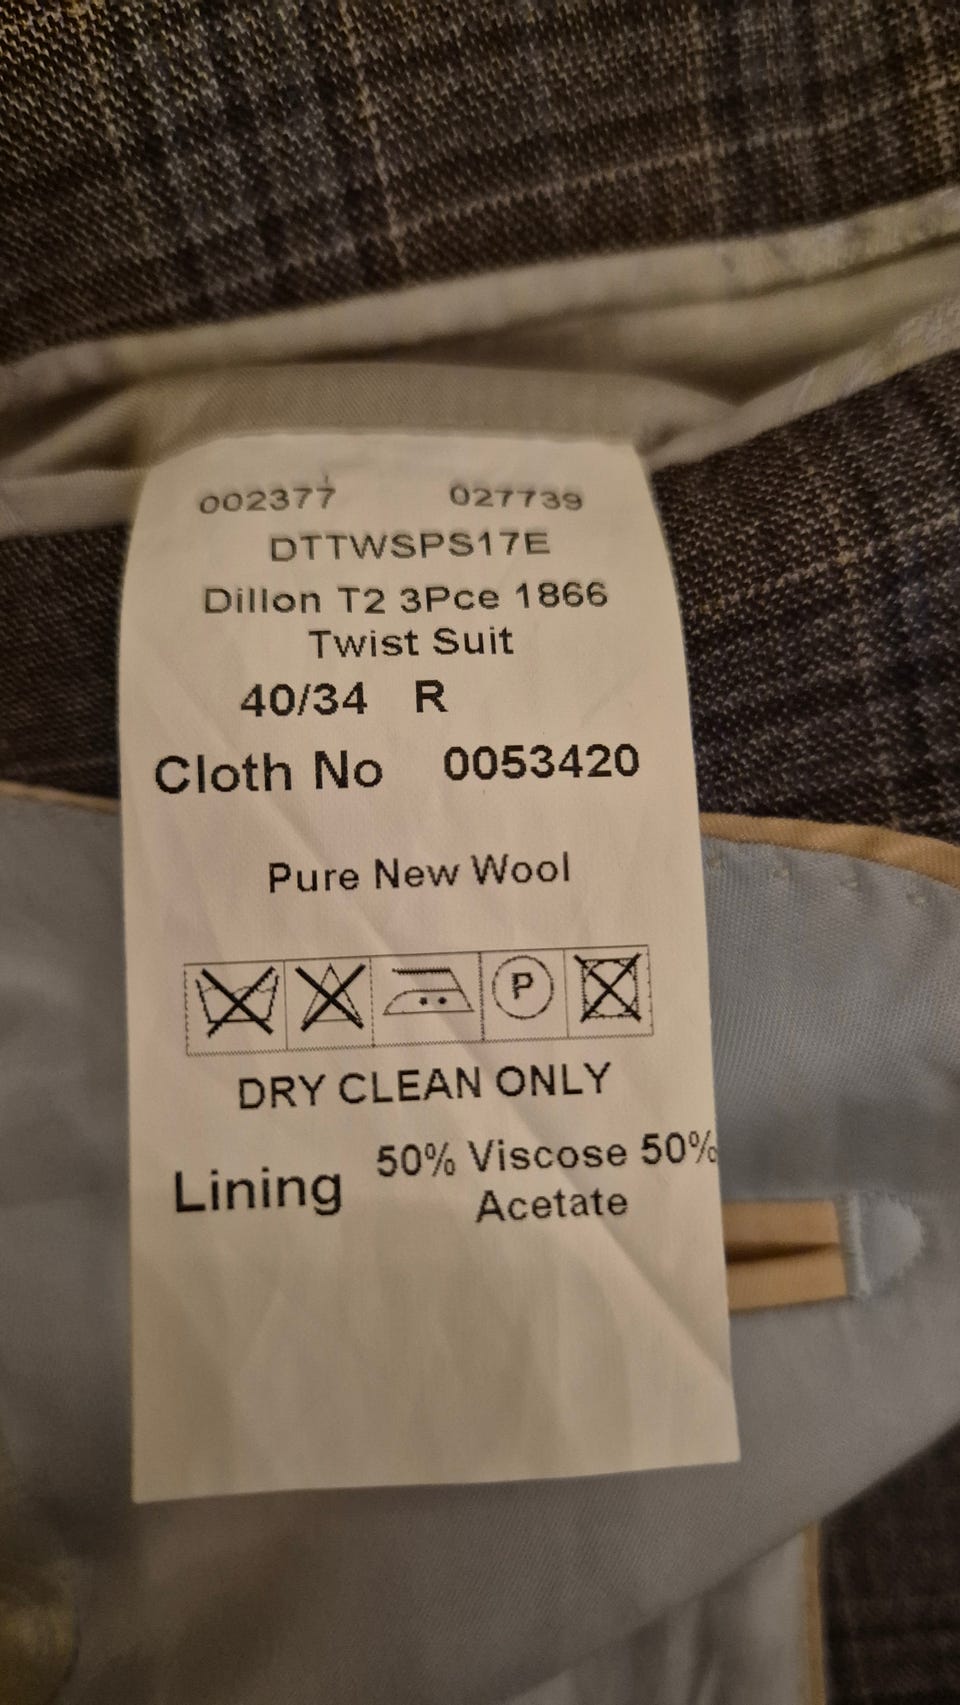 002377 027739
DTTWSPS17E
Dillon T2 3Pce 1866
Twist Suit
40/34 R
Cloth No 0053420
Pure New Wool
P
DRY CLEAN ONLY
Lining 50% Viscose 50%
Acetate